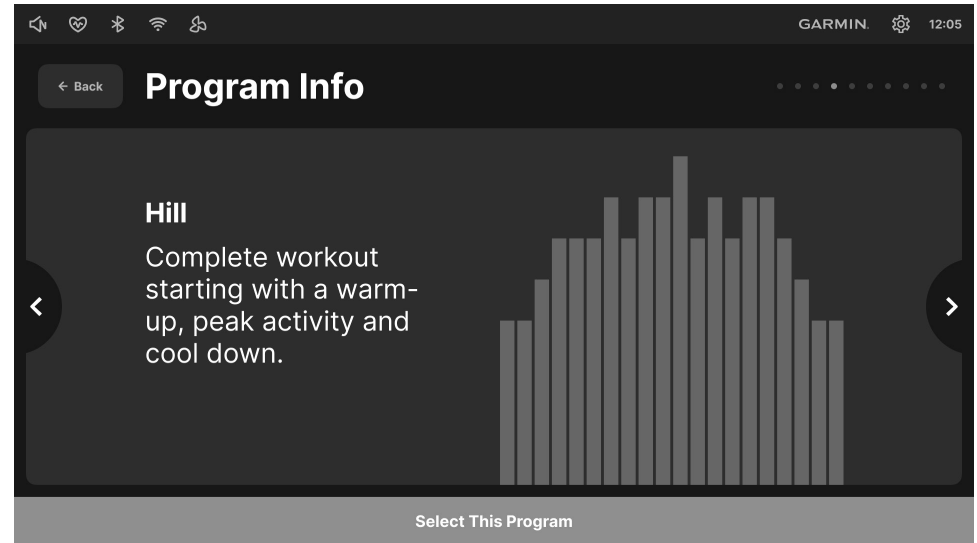 GARMIN. 12:05
← Back Program Info
Hill
Complete workout
starting with a warm-
up, peak activity and
cool down.
Select This Program